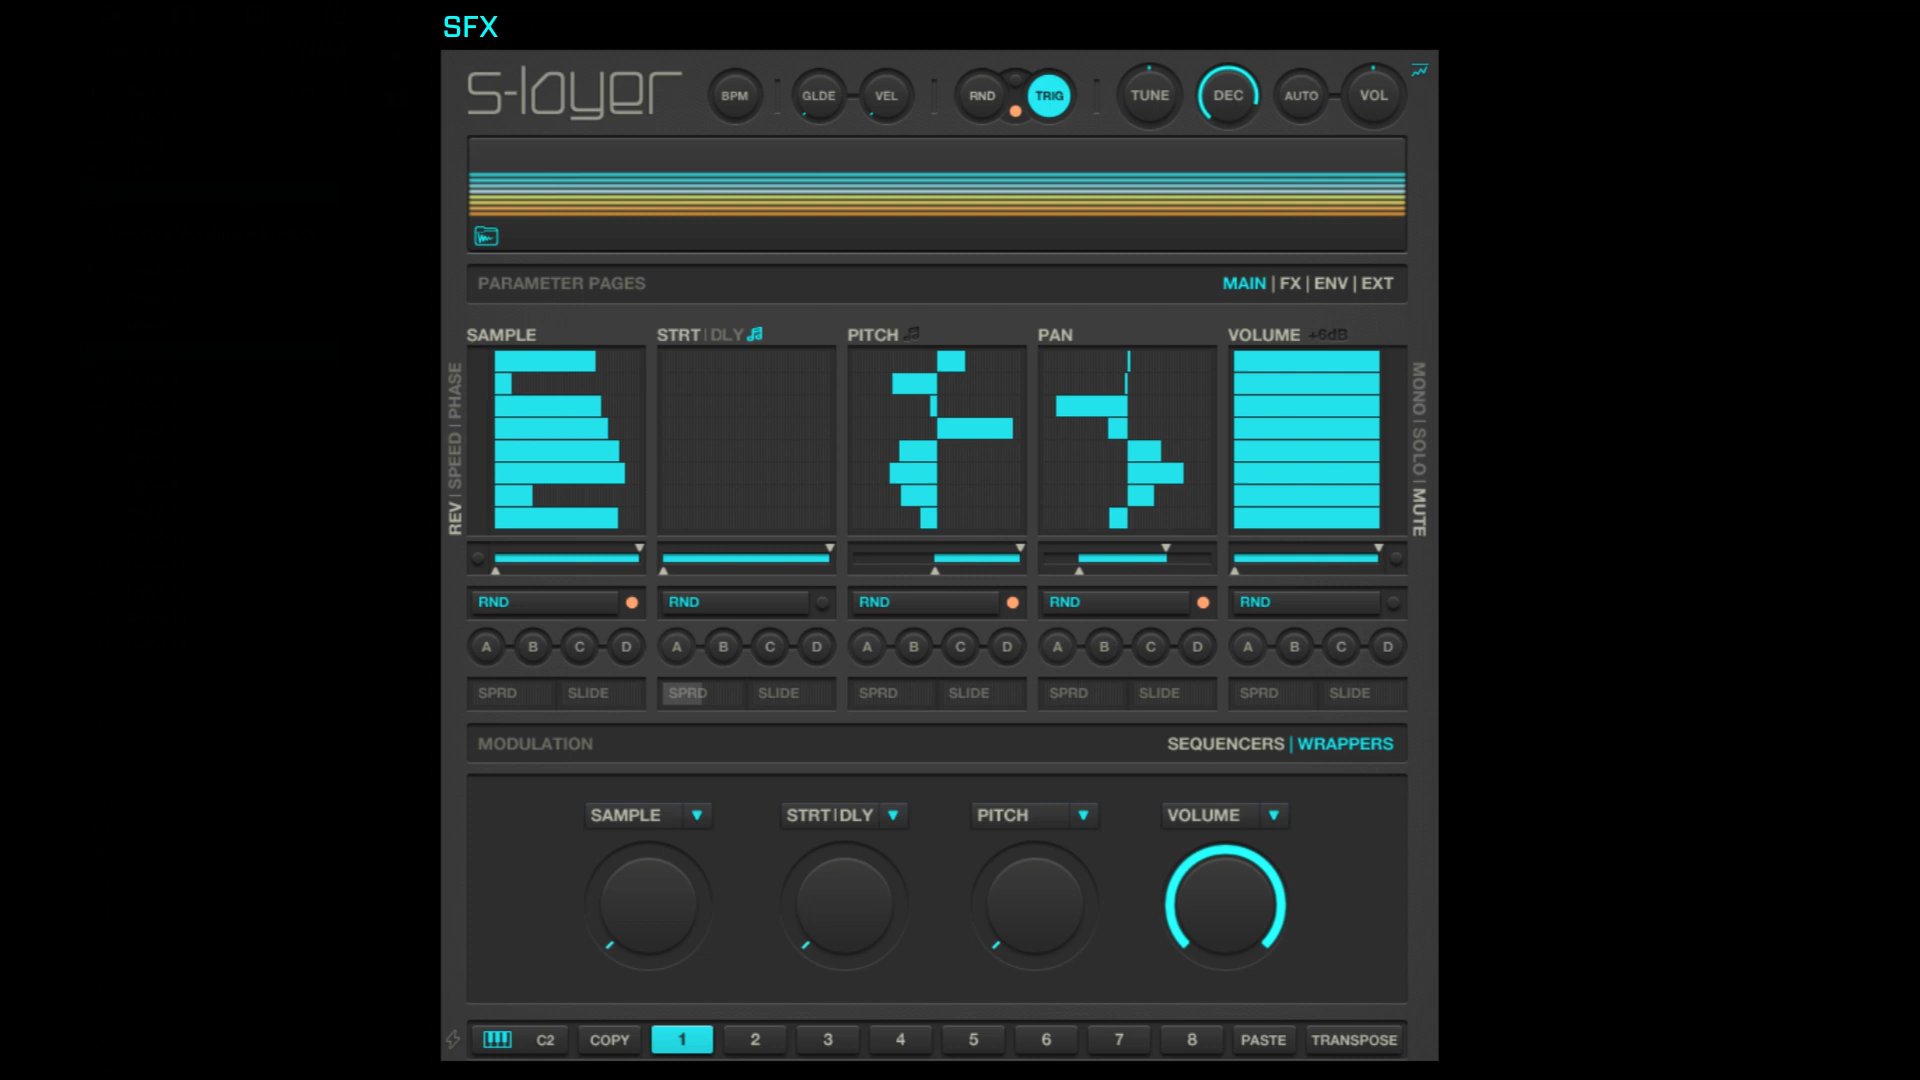 SFX
s-layer
BPM GLDE VEL RND TRIG TUNE DEC AUTO VOL
PARAMETER PAGES MAIN | FX | ENV | EXT
SAMPLE STRT | DLY PITCH PAN VOLUME +6dB
REV | SPEED | PHASE
MONO | SOLO | MUTE
RND RND RND RND RND
A B C D A B C D A B C D A B C D A B C D
SPRD SLIDE SPRD SLIDE SPRD SLIDE SPRD SLIDE SPRD SLIDE
MODULATION SEQUENCERS | WRAPPERS
SAMPLE STRT | DLY PITCH VOLUME
C2 COPY 1 2 3 4 5 6 7 8 PASTE TRANSPOSE